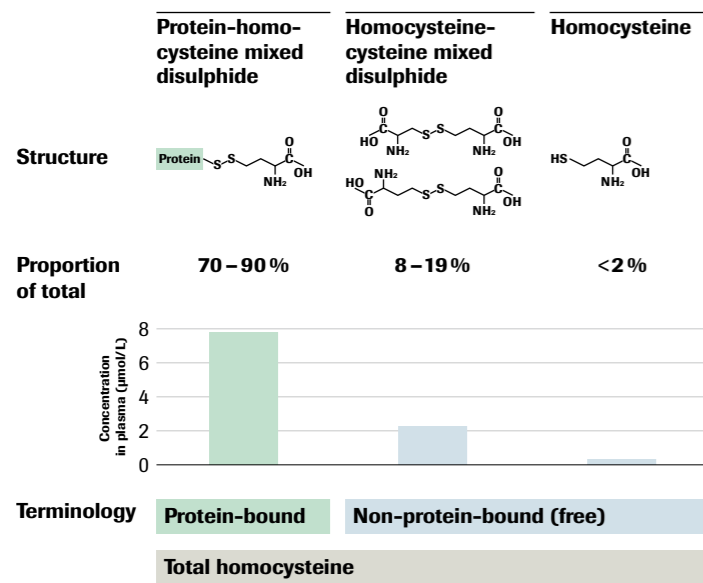 Protein-homo-
cysteine mixed
disulphide
Homocysteine-
cysteine mixed
disulphide
Homocysteine
Structure
Protein S S NH₂ C O OH
O C HO NH₂ S S NH₂ C O OH
HO C O NH₂ S S NH₂ C O OH
HS NH₂ C O OH
Proportion
of total
70–90%
8–19%
<2%
Concentration
in plasma (µmol/L)
8
6
4
2
0
Terminology
Protein-bound
Non-protein-bound (free)
Total homocysteine